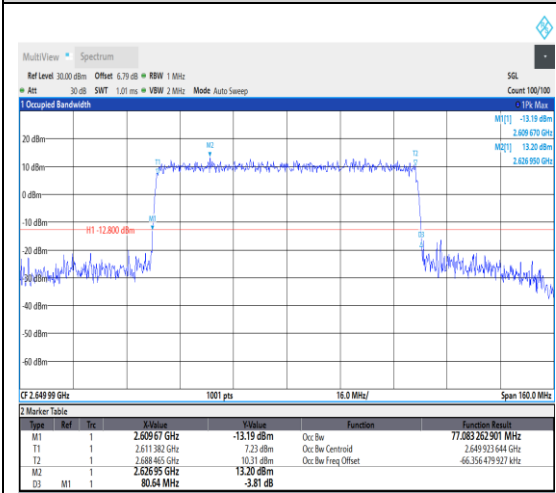 MultiView Spectrum
Ref Level 30.00 dBm Offset 6.79 dB RBW 1 MHz SGL
Att 30 dB SWT 1.01 ms VBW 2 MHz Mode Auto Sweep Count 100/100
1 Occupied Bandwidth 1Pk Max
M1[1] -13.19 dBm
2.609 670 GHz
M2[1] 13.20 dBm
2.626 950 GHz
20 dBm
M2
T1
T2
10 dBm
0 dBm
-10 dBm
M1
H1 -12.800 dBm
D3
-20 dBm
-30 dBm
-40 dBm
-50 dBm
-60 dBm
CF 2.649 99 GHz 1001 pts 16.0 MHz/ Span 160.0 MHz
2 Marker Table
Type Ref Trc X-Value Y-Value Function Function Result
M1 1 2.609 67 GHz -13.19 dBm Occ Bw 77.083 262 901 MHz
T1 1 2.611 382 GHz 7.23 dBm Occ Bw Centroid 2.649 923 644 GHz
T2 1 2.688 465 GHz 10.31 dBm Occ Bw Freq Offset -66.356 479 927 kHz
M2 1 2.626 95 GHz 13.20 dBm
D3 M1 1 80.64 MHz -3.81 dB